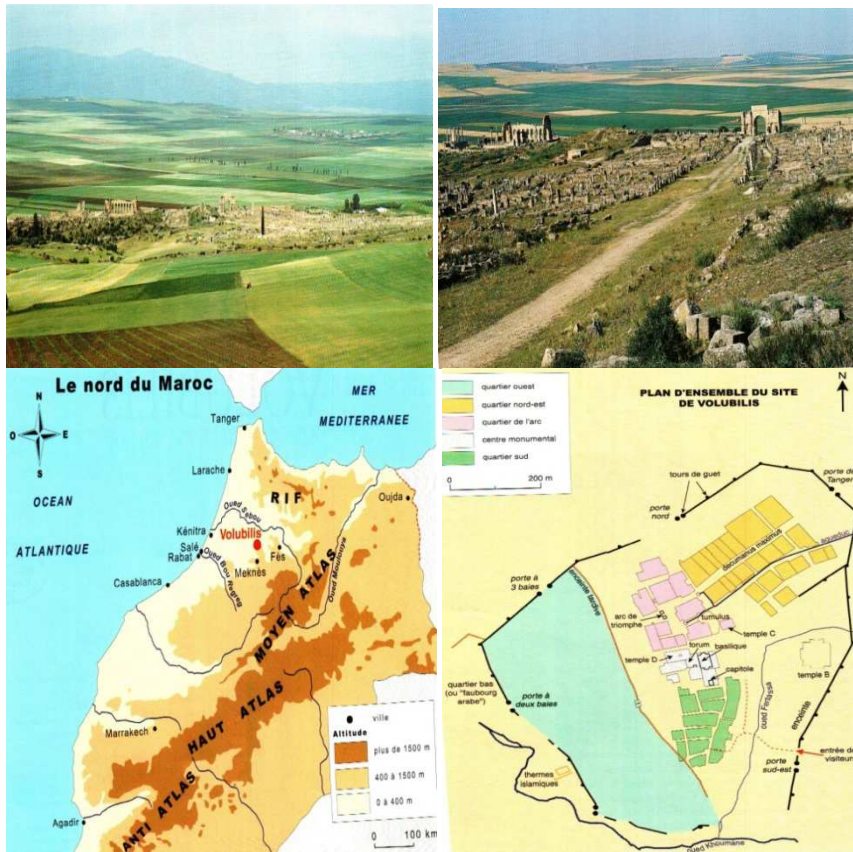 Le nord du Maroc
MER
MEDITERRANEE
N
O
E
S
Tanger
Larache
RIF
Oujda
OCEAN
ATLANTIQUE
Oued Sebou
Kénitra
Volubilis
Salé
Rabat
Fès
Meknès
Oued Bou Regreg
Oued Moulouya
Casablanca
MOYEN ATLAS
HAUT ATLAS
Marrakech
ANTI ATLAS
Agadir
ville
Altitude
plus de 1500 m
400 à 1500 m
0 à 400 m
0 100 km
quartier ouest
quartier nord-est
quartier de l'arc
centre monumental
quartier sud
0 200 m
PLAN D'ENSEMBLE DU SITE
DE VOLUBILIS
N
tours de guet
porte de
Tanger
porte
nord
decumanus maximus
aqueduc
porte à
3 baies
enceinte tardive
arc de
triomphe
tumulus
temple C
forum
basilique
temple D
capitole
temple B
quartier bas
(ou "faubourg
arabe")
porte à
deux baies
oued Fertassa
enceinte
entrée de
visiteur
porte
sud-est
thermes
islamiques
oued Khoumane